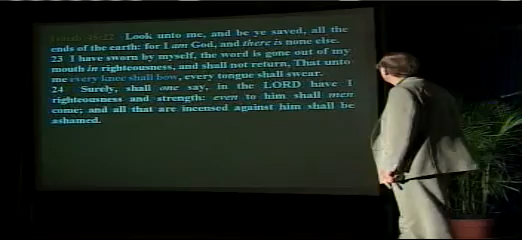 Isaiah 45:22 Look unto me, and be ye saved, all the
ends of the earth: for I am God, and there is none else.
23 I have sworn by myself, the word is gone out of my
mouth in righteousness, and shall not return, That unto
me every knee shall bow, every tongue shall swear.
24 Surely, shall one say, in the LORD have I
righteousness and strength: even to him shall men
come; and all that are incensed against him shall be
ashamed.